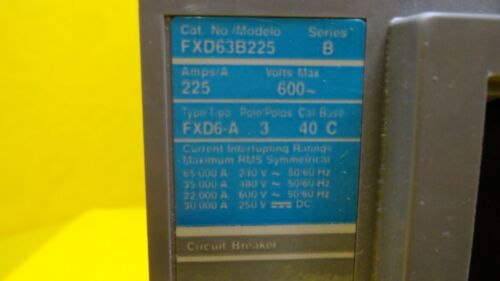 Cat. No./Modelo Series
FXD63B225 B
Amps/A Volts Max
225 600~
Type/Tipo Pole/Polos Cal Base
FXD6-A 3 40 C
Current Interrupting Ratings
Maximum RMS Symmetrical
65 000 A 240 V ~ 50/60 Hz
35 000 A 480 V ~ 50/60 Hz
22 000 A 600 V ~ 50/60 Hz
30 000 A 250 V ⎓ DC
Circuit Breaker